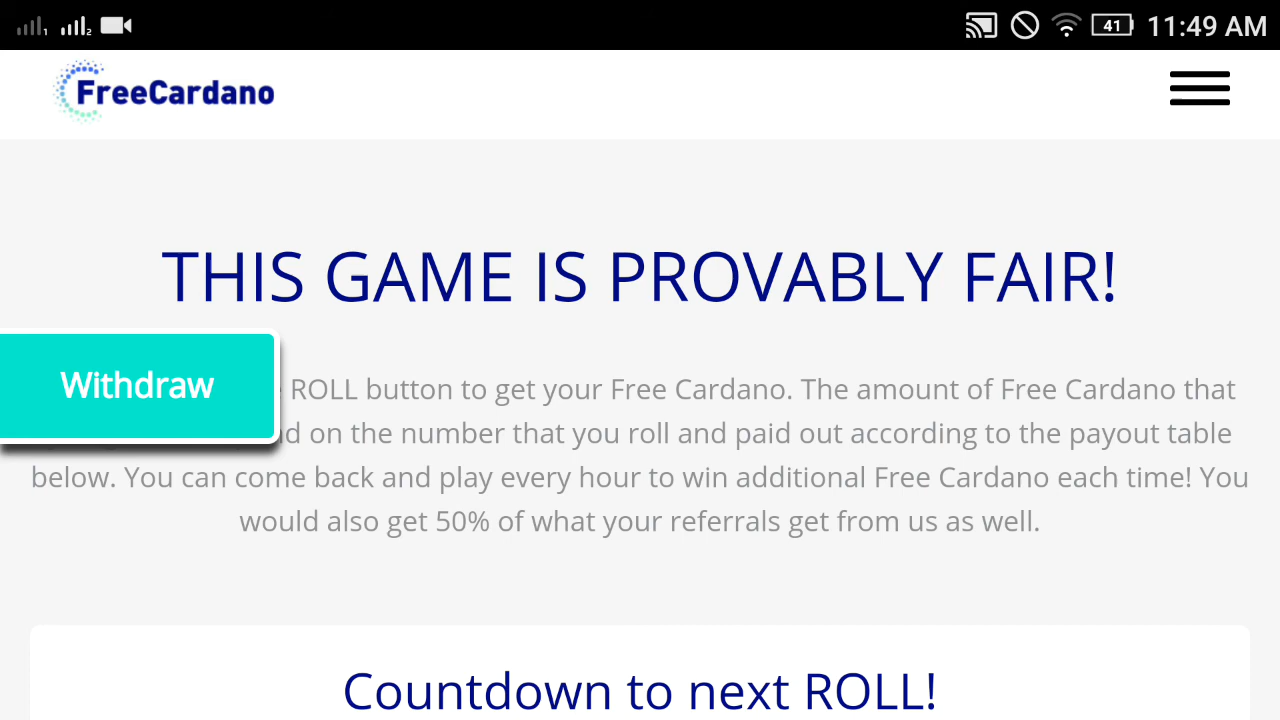 1 2 41 11:49 AM
FreeCardano
THIS GAME IS PROVABLY FAIR!
Withdraw
ROLL button to get your Free Cardano. The amount of Free Cardano that
on the number that you roll and paid out according to the payout table
below. You can come back and play every hour to win additional Free Cardano each time! You
would also get 50% of what your referrals get from us as well.
Countdown to next ROLL!